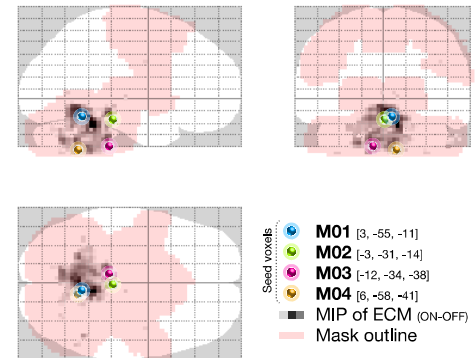 Seed voxels
M01 [3, -55, -11]
M02 [-3, -31, -14]
M03 [-12, -34, -38]
M04 [6, -58, -41]
MIP of ECM (ON-OFF)
Mask outline